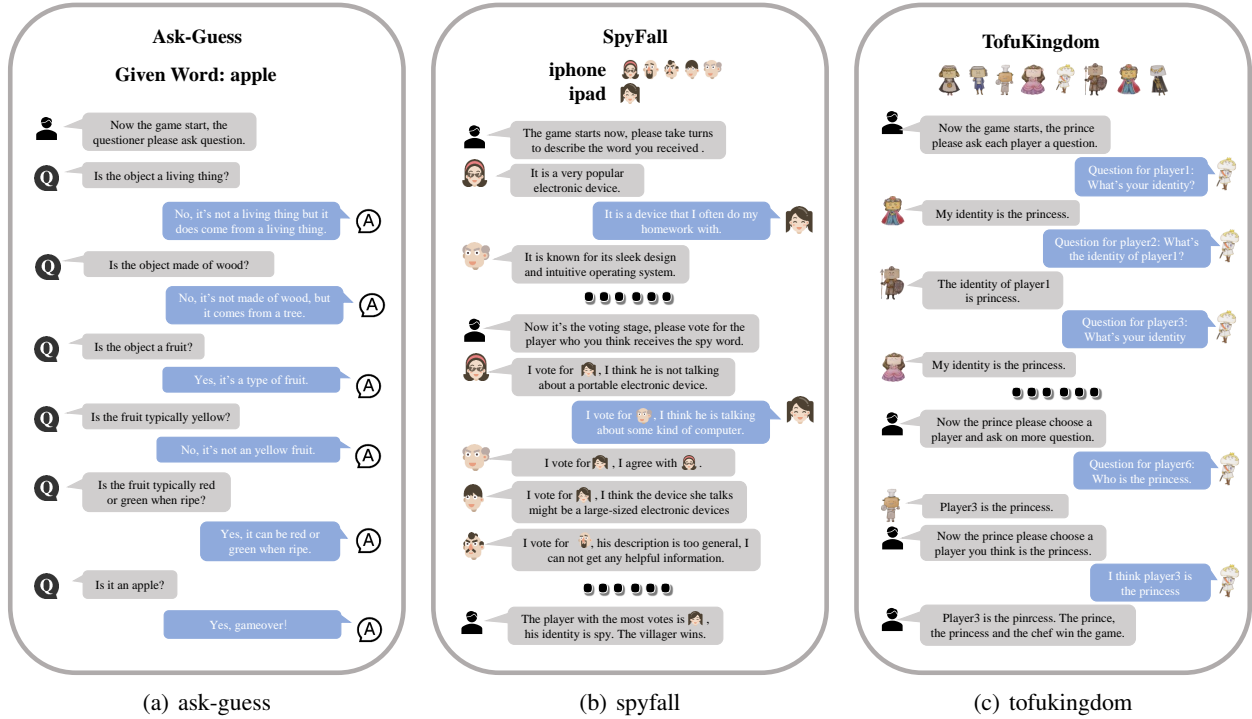 Ask-Guess
Given Word: apple
Now the game start, the
questioner please ask question.
Q
Is the object a living thing?
No, it's not a living thing but it
does come from a living thing.
A
Q
Is the object made of wood?
No, it's not made of wood, but
it comes from a tree.
A
Q
Is the object a fruit?
Yes, it's a type of fruit.
A
Q
Is the fruit typically yellow?
No, it's not an yellow fruit.
A
Q
Is the fruit typically red
or green when ripe?
Yes, it can be red or
green when ripe.
A
Q
Is it an apple?
Yes, gameover!
A
(a) ask-guess
SpyFall
iphone
ipad
The game starts now, please take turns
to describe the word you received .
It is a very popular
electronic device.
It is a device that I often do my
homework with.
It is known for its sleek design
and intuitive operating system.
Now it's the voting stage, please vote for the
player who you think receives the spy word.
I vote for , I think he is not talking
about a portable electronic device.
I vote for , I think he is talking
about some kind of computer.
I vote for , I agree with .
I vote for , I think the device she talks
might be a large-sized electronic devices
I vote for , his description is too general, I
can not get any helpful information.
The player with the most votes is ,
his identity is spy. The villager wins.
(b) spyfall
TofuKingdom
Now the game starts, the prince
please ask each player a question.
Question for player1:
What's your identity?
My identity is the princess.
Question for player2: What's
the identity of player1?
The identity of player1
is princess.
Question for player3:
What's your identity
My identity is the princess.
Now the prince please choose a
player and ask on more question.
Question for player6:
Who is the princess.
Player3 is the princess.
Now the prince please choose a
player you think is the princess.
I think player3 is
the princess
Player3 is the pinrcess. The prince,
the princess and the chef win the game.
(c) tofukingdom